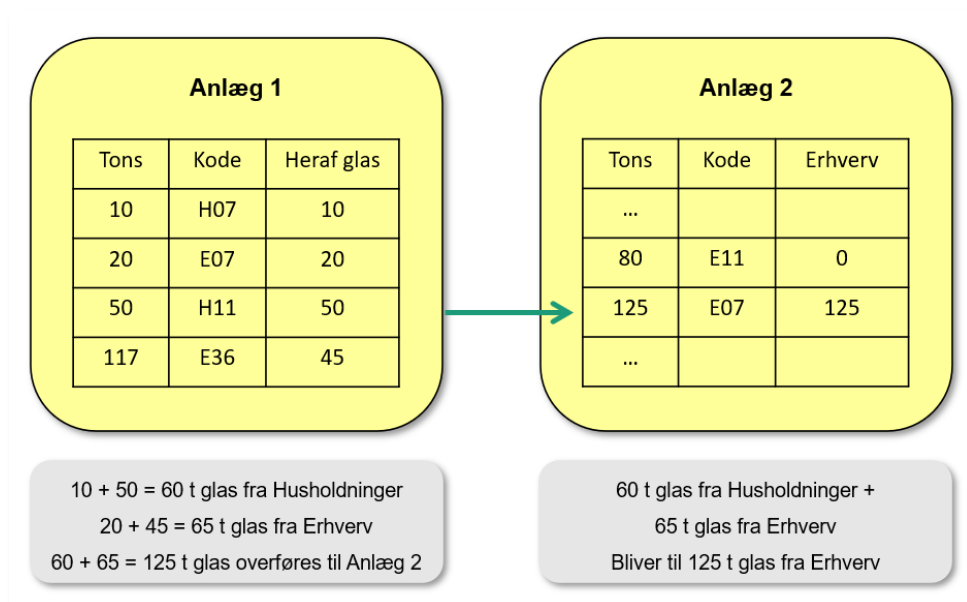 Anlæg 1
Tons Kode Heraf glas
10 H07 10
20 E07 20
50 H11 50
117 E36 45
10 + 50 = 60 t glas fra Husholdninger
20 + 45 = 65 t glas fra Erhverv
60 + 65 = 125 t glas overføres til Anlæg 2
Anlæg 2
Tons Kode Erhverv
...
80 E11 0
125 E07 125
...
60 t glas fra Husholdninger +
65 t glas fra Erhverv
Bliver til 125 t glas fra Erhverv